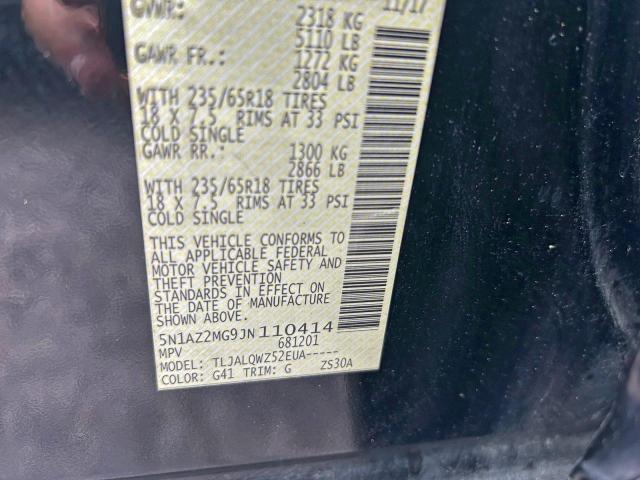 11/17
GVWR: 2318 KG
5110 LB
GAWR FR.: 1272 KG
2804 LB
WITH 235/65R18 TIRES
18 X 7.5 RIMS AT 33 PSI
COLD SINGLE
GAWR RR.: 1300 KG
2866 LB
WITH 235/65R18 TIRES
18 X 7.5 RIMS AT 33 PSI
COLD SINGLE
THIS VEHICLE CONFORMS TO
ALL APPLICABLE FEDERAL
MOTOR VEHICLE SAFETY AND
THEFT PREVENTION
STANDARDS IN EFFECT ON
THE DATE OF MANUFACTURE
SHOWN ABOVE.
5N1AZ2MG9JN110414
MPV 681201
MODEL: TLJALQWZ52EUA-----
COLOR: G41 TRIM: G ZS30A